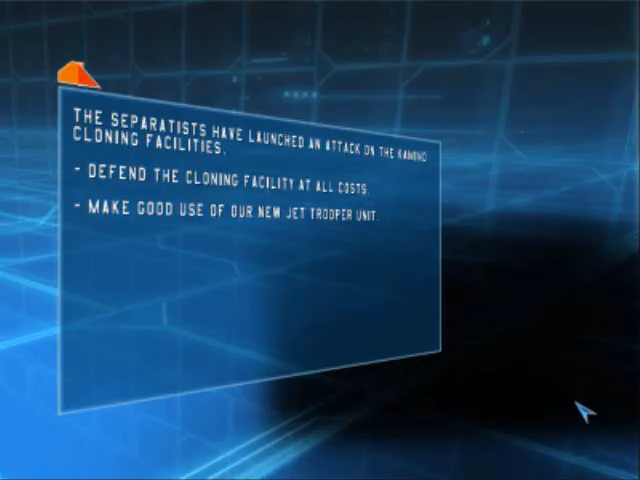 THE SEPARATISTS HAVE LAUNCHED AN ATTACK ON THE KAMINO
CLONING FACILITIES.
- DEFEND THE CLONING FACILITY AT ALL COSTS.
- MAKE GOOD USE OF OUR NEW JET TROOPER UNIT.